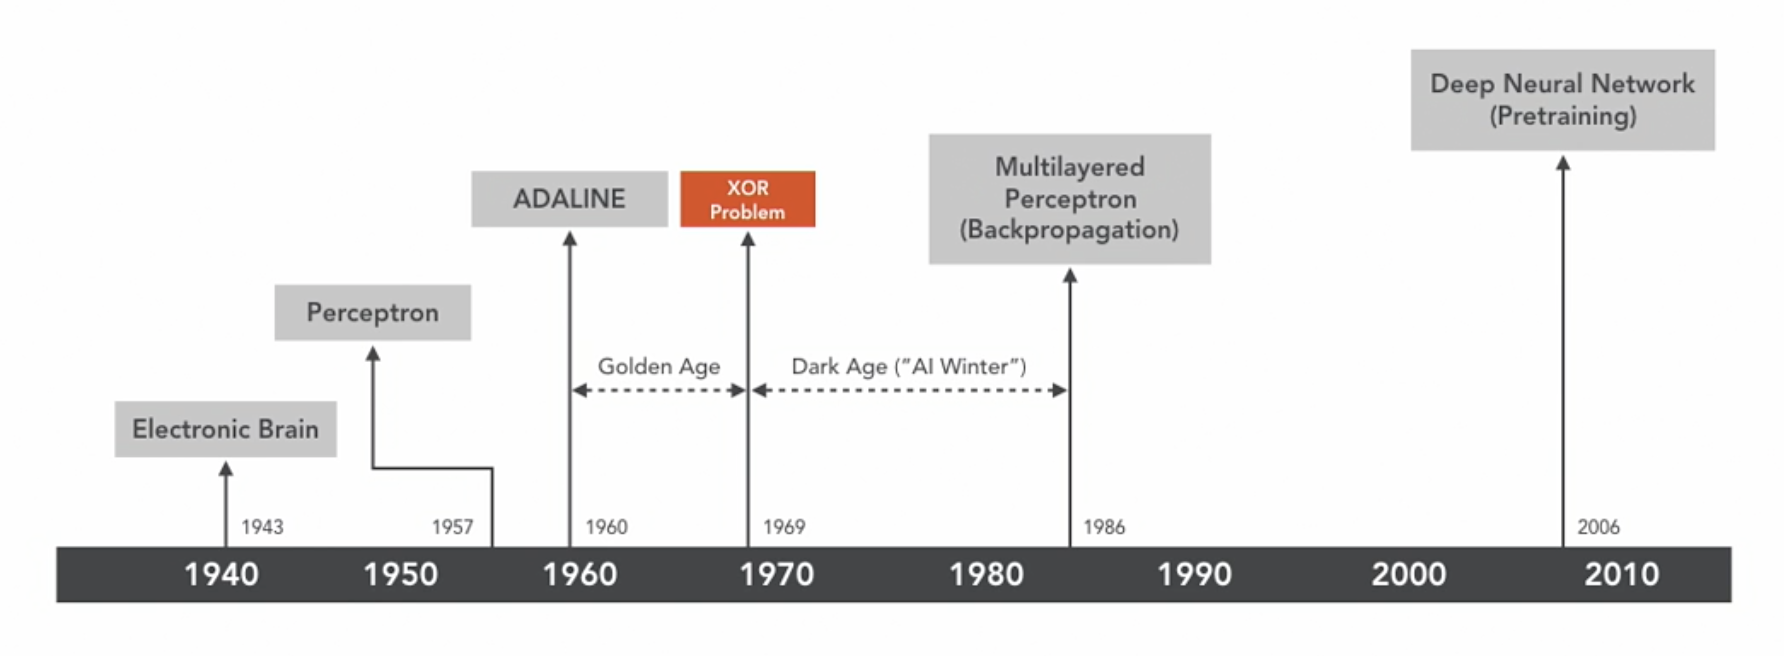 Deep Neural Network
(Pretraining)
Multilayered
Perceptron
(Backpropagation)
ADALINE
XOR
Problem
Perceptron
Golden Age
Dark Age ("AI Winter")
Electronic Brain
1943
1957
1960
1969
1986
2006
1940
1950
1960
1970
1980
1990
2000
2010